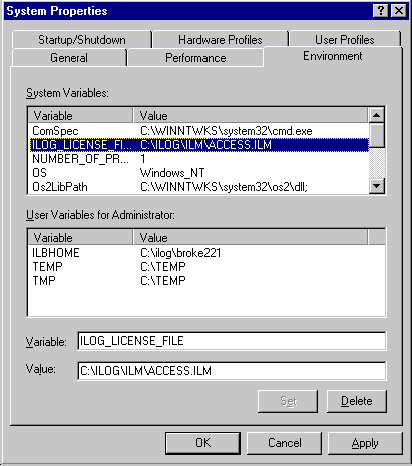 System Properties
Startup/Shutdown Hardware Profiles User Profiles
General Performance Environment
System Variables:
Variable Value
ComSpec C:\WINNTWKS\system32\cmd.exe
ILOG_LICENSE_FI... C:\ILOG\ILM\ACCESS.ILM
NUMBER_OF_PR... 1
OS Windows_NT
Os2LibPath C:\WINNTWKS\system32\os2\dll;
User Variables for Administrator:
Variable Value
ILBHOME C:\ilog\broke221
TEMP C:\TEMP
TMP C:\TEMP
Variable: ILOG_LICENSE_FILE
Value: C:\ILOG\ILM\ACCESS.ILM
Set Delete
OK Cancel Apply